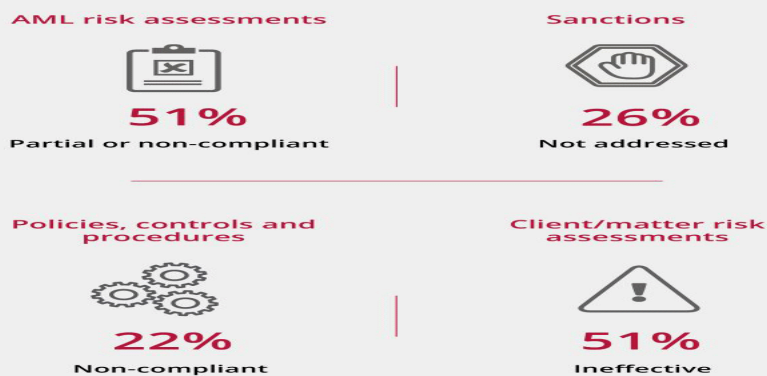 AML risk assessments
51%
Partial or non-compliant
Sanctions
26%
Not addressed
Policies, controls and
procedures
22%
Non-compliant
Client/matter risk
assessments
51%
Ineffective